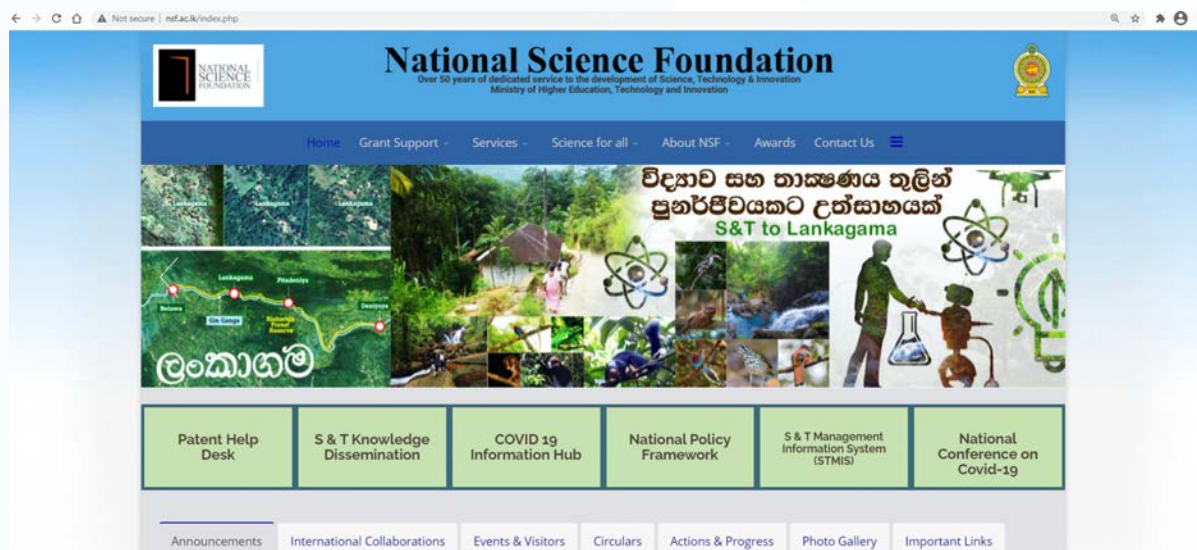 Not secure | nsf.ac.lk/index.php
NATIONAL
SCIENCE
FOUNDATION
National Science Foundation
Over 50 years of dedicated service to the development of Science, Technology & Innovation
Ministry of Higher Education, Technology and Innovation
Home Grant Support Services Science for all About NSF Awards Contact Us
Lankagama Lankagama Lankagama
විද්‍යාව සහ තාක්‍ෂණය තුලින්
පුනර්ජීවයකට උත්සාහයක්
S&T to Lankagama
Lankagama
Pitadeniya
Deniyaya
Gin Ganga
Sinharaja
Forest
Reserve
ලංකාගම
Patent Help
Desk
S & T Knowledge
Dissemination
COVID 19
Information Hub
National Policy
Framework
S & T Management
Information System
(STMIS)
National
Conference on
Covid-19
Announcements International Collaborations Events & Visitors Circulars Actions & Progress Photo Gallery Important Links